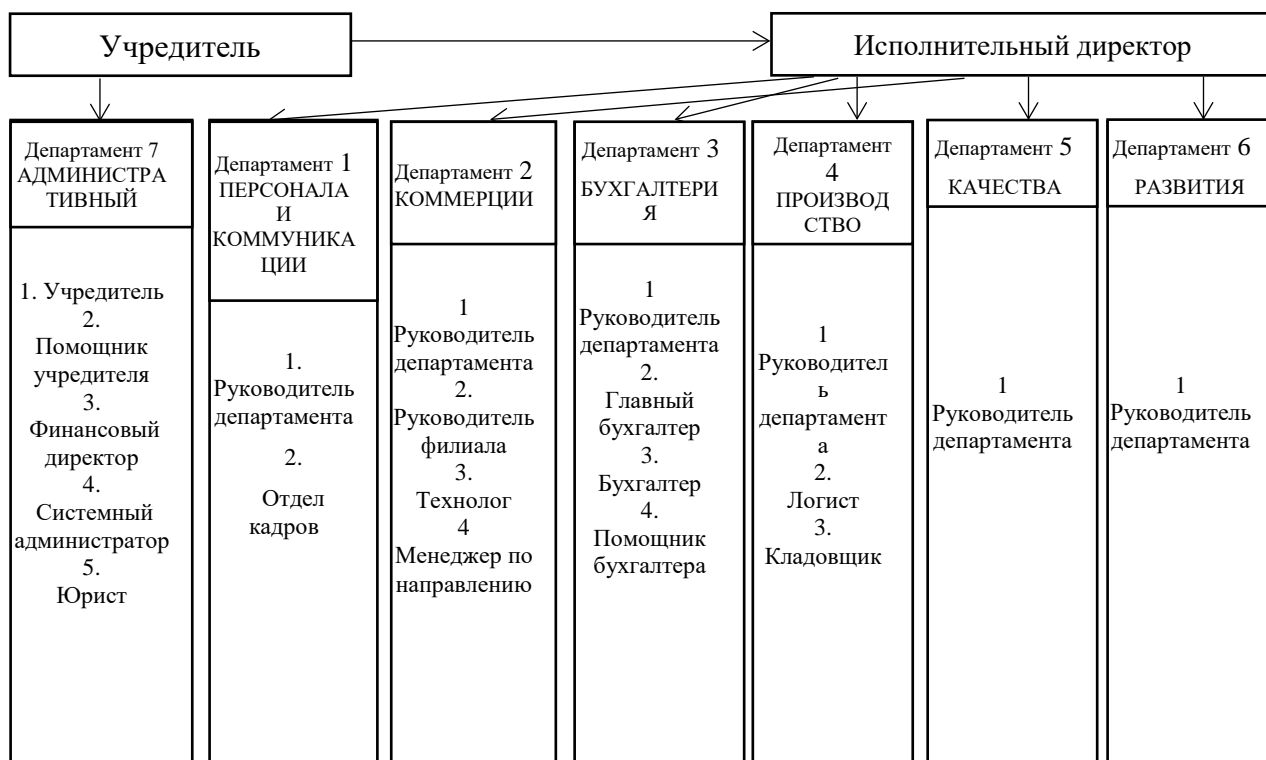 Учредитель
Исполнительный директор
Департамент 7
АДМИНИСТРА
ТИВНЫЙ
1. Учредитель
2.
Помощник
учредителя
3.
Финансовый
директор
4.
Системный
администратор
5.
Юрист
Департамент 1
ПЕРСОНАЛА
И
КОММУНИКА
ЦИИ
1.
Руководитель
департамента
2.
Отдел
кадров
Департамент 2
КОММЕРЦИИ
1
Руководитель
департамента
2.
Руководитель
филиала
3.
Технолог
4
Менеджер по
направлению
Департамент 3
БУХГАЛТЕРИ
Я
1
Руководитель
департамента
2.
Главный
бухгалтер
3.
Бухгалтер
4.
Помощник
бухгалтера
Департамент
4
ПРОИЗВОД
СТВО
1
Руководител
ь
департамент
а
2.
Логист
3.
Кладовщик
Департамент 5
КАЧЕСТВА
1
Руководитель
департамента
Департамент 6
РАЗВИТИЯ
1
Руководитель
департамента